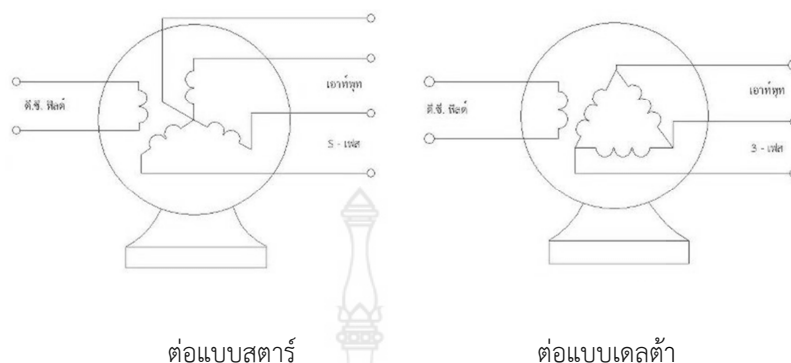 เอาท์พุท
ดี.ซี. ฟิลด์
5 - เฟส
ต่อแบบสตาร์
เอาท์พุท
ดี.ซี. ฟิลด์
3 - เฟส
ต่อแบบเดลต้า